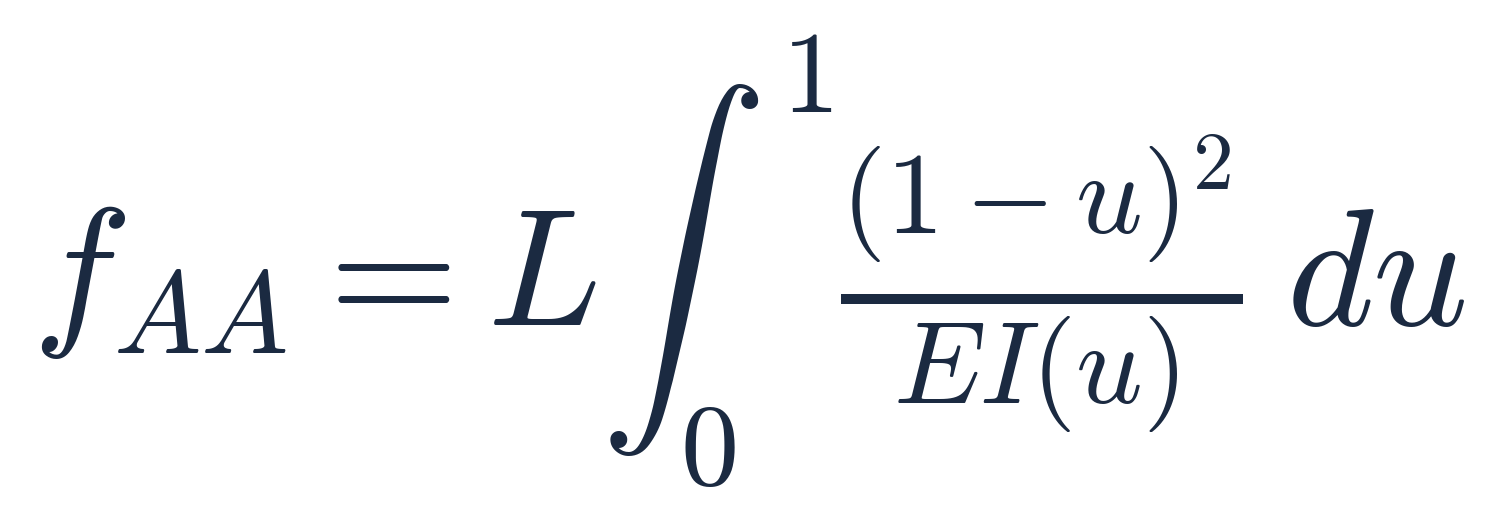 f_{AA} = L \int_0^1 \frac{(1-u)^2}{EI(u)} du